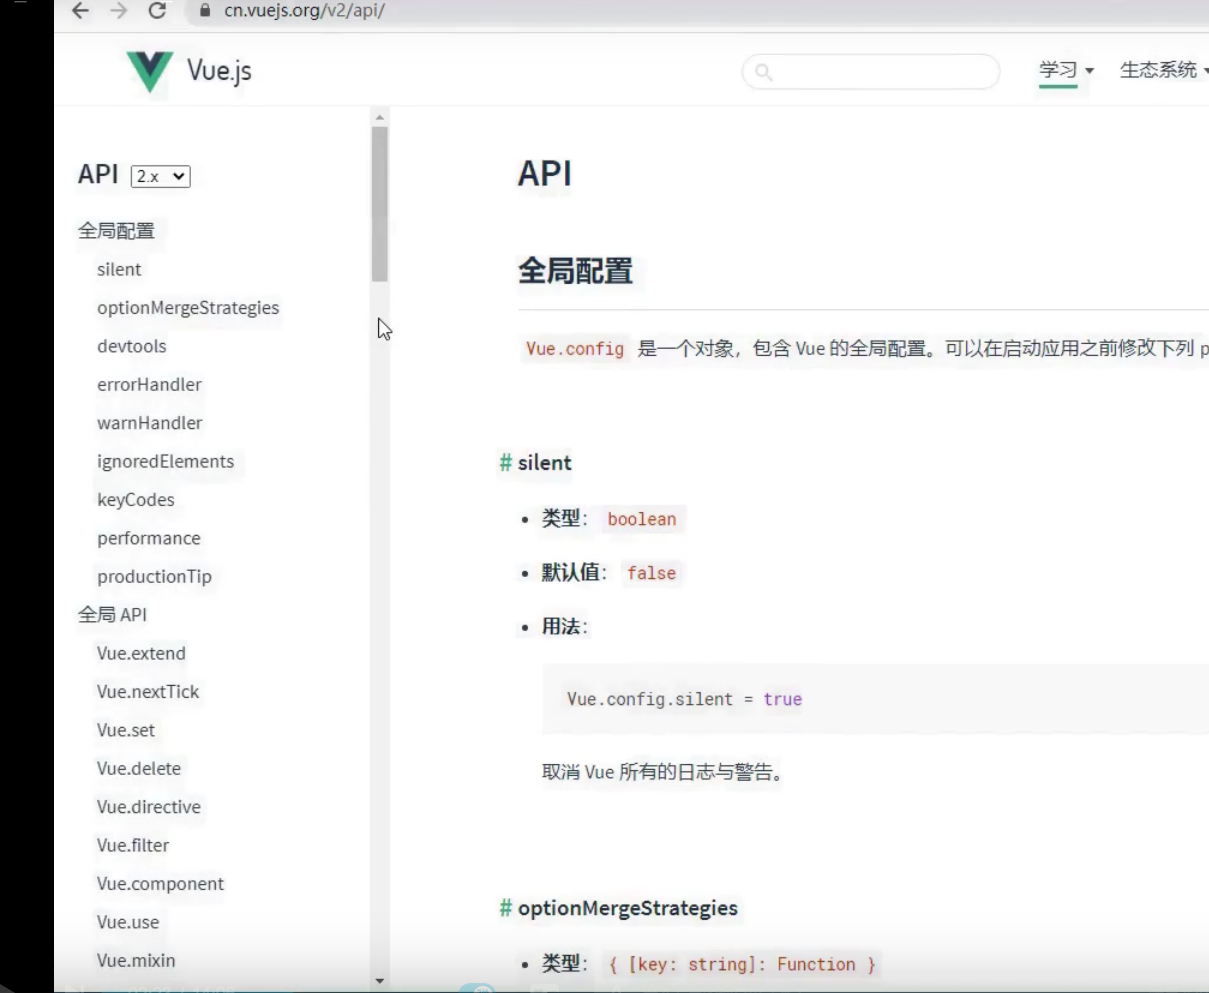 cn.vuejs.org/v2/api/
Vue.js
学习
生态系统
API 2.x
全局配置
silent
optionMergeStrategies
devtools
errorHandler
warnHandler
ignoredElements
keyCodes
performance
productionTip
全局 API
Vue.extend
Vue.nextTick
Vue.set
Vue.delete
Vue.directive
Vue.filter
Vue.component
Vue.use
Vue.mixin
API
全局配置
Vue.config 是一个对象，包含 Vue 的全局配置。可以在启动应用之前修改下列 p
# silent
• 类型： boolean
• 默认值： false
• 用法：
Vue.config.silent = true
取消 Vue 所有的日志与警告。
# optionMergeStrategies
• 类型： { [key: string]: Function }